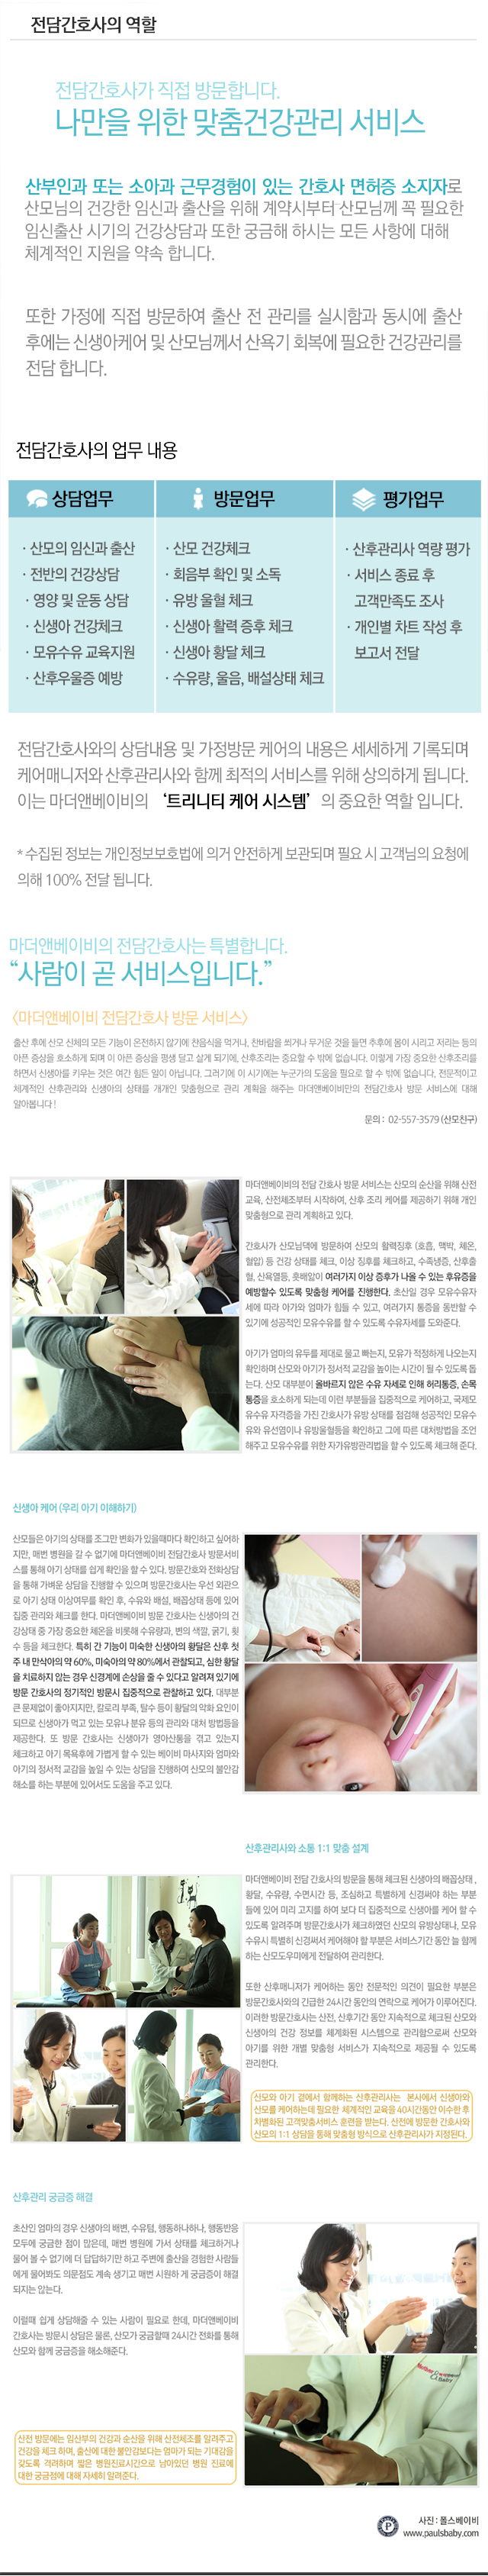 전담간호사의 역할
전담간호사가 직접 방문합니다.
나만을 위한 맞춤건강관리 서비스
산부인과 또는 소아과 근무경험이 있는 간호사 면허증 소지자로
산모님의 건강한 임신과 출산을 위해 계약시부터 산모님께 꼭 필요한
임신출산 시기의 건강상담과 또한 궁금해 하시는 모든 사항에 대해
체계적인 지원을 약속 합니다.
또한 가정에 직접 방문하여 출산 전 관리를 실시함과 동시에 출산
후에는 신생아케어 및 산모님께서 산욕기 회복에 필요한 건강관리를
전담 합니다.
전담간호사의 업무 내용
상담업무
· 산모의 임신과 출산
· 전반의 건강상담
· 영양 및 운동 상담
· 신생아 건강체크
· 모유수유 교육지원
· 산후우울증 예방
방문업무
· 산모 건강체크
· 회음부 확인 및 소독
· 유방 울혈 체크
· 신생아 활력 증후 체크
· 신생아 황달 체크
· 수유량, 울음, 배설상태 체크
평가업무
· 산후관리사 역량 평가
· 서비스 종료 후
고객만족도 조사
· 개인별 차트 작성 후
보고서 전달
전담간호사와의 상담내용 및 가정방문 케어의 내용은 세세하게 기록되며
케어매니저와 산후관리사와 함께 최적의 서비스를 위해 상의하게 됩니다.
이는 마더앤베이비의 ‘트리니티 케어 시스템’ 의 중요한 역할 입니다.
* 수집된 정보는 개인정보보호법에 의거 안전하게 보관되며 필요 시 고객님의 요청에
의해 100% 전달 됩니다.
마더앤베이비의 전담간호사는 특별합니다.
“사람이 곧 서비스입니다.”
<마더앤베이비 전담간호사 방문 서비스>
출산 후에 산모 신체의 모든 기능이 온전하지 않기에 찬음식을 먹거나, 찬바람을 쐬거나 무거운 것을 들면 추후에 몸이 시리고 저리는 등의
아픈 증상을 호소하게 되며 이 아픈 증상을 평생 달고 살게 되기에, 산후조리는 중요할 수 밖에 없습니다. 이렇게 가장 중요한 산후조리를
하면서 신생아를 키우는 것은 여간 힘든 일이 아닙니다. 그러기에 이 시기에는 누군가의 도움을 필요로 할 수 밖에 없습니다. 전문적이고
체계적인 산후관리와 신생아의 상태를 개개인 맞춤형으로 관리 계획을 해주는 마더앤베이비만의 전담간호사 방문 서비스에 대해
알아봅니다 !
문의 : 02-557-3579 (산모친구)
마더앤베이비의 전담 간호사 방문 서비스는 산모의 순산을 위해 산전
교육, 산전체조부터 시작하여, 산후 조리 케어를 제공하기 위해 개인
맞춤형으로 관리 계획하고 있다.
간호사가 산모님댁에 방문하여 산모의 활력징후 (호흡, 맥박, 체온,
혈압) 등 건강 상태를 체크, 이상 징후를 체크하고, 수족냉증, 산후출
혈, 산욕열등, 훗배앓이 여러가지 이상 증후가 나올 수 있는 후유증을
예방할수 있도록 맞춤형 케어를 진행한다. 초산일 경우 모유수유자
세에 따라 아가와 엄마가 힘들 수 있고, 여러가지 통증을 동반할 수
있기에 성공적인 모유수유를 할 수 있도록 수유자세를 도와준다.
아기가 엄마의 유두를 제대로 물고 빠는지, 모유가 적정하게 나오는지
확인하며 산모와 아기가 정서적 교감을 높이는 시간이 될 수 있도록 돕
는다. 산모 대부분이 올바르지 않은 수유 자세로 인해 허리통증, 손목
통증을 호소하게 되는데 이런 부분들을 집중적으로 케어하고, 국제모
유수유 자격증을 가진 간호사가 유방 상태를 점검해 성공적인 모유수
유와 유선염이나 유방울혈등을 확인하고 그에 따른 대처방법을 조언
해주고 모유수유를 위한 자가유방관리법을 할 수 있도록 체크해 준다.
신생아 케어 (우리 아기 이해하기)
산모들은 아기의 상태를 조그만 변화가 있을때마다 확인하고 싶어하
지만, 매번 병원을 갈 수 없기에 마더앤베이비 전담간호사 방문서비
스를 통해 아기 상태를 쉽게 확인을 할 수 있다. 방문간호와 전화상담
을 통해 가벼운 상담을 진행할 수 있으며 방문간호사는 우선 외관으
로 아기 상태 이상여부를 확인 후, 수유와 배설, 배꼽상태 등에 있어
집중 관리와 체크를 한다. 마더앤베이비 방문 간호사는 신생아의 건
강상태 중 가장 중요한 체온을 비롯해 수유량과, 변의 색깔, 굵기, 횟
수 등을 체크한다. 특히 간 기능이 미숙한 신생아의 황달은 산후 첫
주 내 만삭아의 약 60%, 미숙아의 약 80%에서 관찰되고, 심한 황달
을 치료하지 않는 경우 신경계에 손상을 줄 수 있다고 알려져 있기에
방문 간호사의 정기적인 방문시 집중적으로 관찰하고 있다. 대부분
큰 문제없이 좋아지지만, 칼로리 부족, 탈수 등이 황달의 악화 요인이
되므로 신생아가 먹고 있는 모유나 분유 등의 관리와 대처 방법등을
제공한다. 또 방문 간호사는 신생아가 영아산통을 겪고 있는지
체크하고 아기 목욕후에 가볍게 할 수 있는 베이비 마사지와 엄마와
아기의 정서적 교감을 높일 수 있는 상담을 진행하여 산모의 불안감
해소를 하는 부분에 있어서도 도움을 주고 있다.
산후관리사와 소통 1:1 맞춤 설계
마더앤베이비 전담 간호사의 방문을 통해 체크된 신생아의 배꼽상태 ,
황달, 수유량, 수면시간 등, 조심하고 특별하게 신경써야 하는 부분
들에 있어 미리 고지를 하여 보다 더 집중적으로 신생아를 케어 할 수
있도록 알려주며 방문간호사가 체크하였던 산모의 유방상태나, 모유
수유시 특별히 신경써서 케어해야 할 부분은 서비스기간 동안 늘 함께
하는 산모도우미에게 전달하여 관리한다.
또한 산후매니저가 케어하는 동안 전문적인 의견이 필요한 부분은
방문간호사와의 긴급한 24시간 동안의 연락으로 케어가 이루어진다.
이러한 방문간호사는 산전, 산후기간 동안 지속적으로 체크된 산모와
신생아의 건강 정보를 체계화된 시스템으로 관리함으로써 산모와
아기를 위한 개별 맞춤형 서비스가 지속적으로 제공될 수 있도록
관리한다.
산모와 아기 곁에서 함께하는 산후관리사는 본사에서 신생아와
산모를 케어하는데 필요한 체계적인 교육을 40시간동안 이수한 후
차별화된 고객맞춤서비스 훈련을 받는다. 산전에 방문한 간호사와
산모의 1:1 상담을 통해 맞춤형 방식으로 산후관리사가 지정된다.
산후관리 궁금증 해결
초산인 엄마의 경우 신생아의 배변, 수유텀, 행동하나하나, 행동반응
모두에 궁금한 점이 많은데, 매번 병원에 가서 상태를 체크하거나
물어 볼 수 없기에 더 답답하기만 하고 주변에 출산을 경험한 사람들
에게 물어봐도 의문점도 계속 생기고 매번 시원하 게 궁금증이 해결
되지는 않는다.
이럴때 쉽게 상담해줄 수 있는 사람이 필요로 한데, 마더앤베이비
간호사는 방문시 상담은 물론, 산모가 궁금할때 24시간 전화를 통해
산모와 함께 궁금증을 해소해준다.
산전 방문에는 임산부의 건강과 순산을 위해 산전체조를 알려주고
건강을 체크 하며, 출산에 대한 불안감보다는 엄마가 되는 기대감을
갖도록 격려하며 짧은 병원진료시간으로 남아있던 병원 진료에
대한 궁금점에 대해 자세히 알려준다.
사진 : 폴스베이비
www.paulsbaby.com